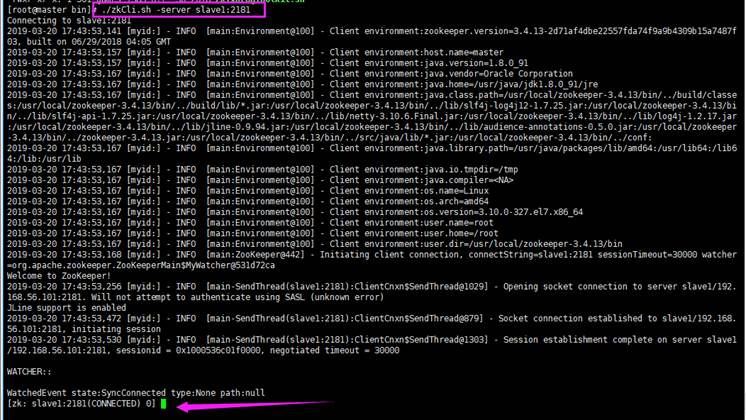 [root@master bin]# ./zkCli.sh -server slave1:2181
Connecting to slave1:2181
2019-03-20 17:43:53,141 [myid:] - INFO  [main:Environment@100] - Client environment:zookeeper.version=3.4.13-2d71af4dbe22557fda74f9a9b4309b15a7487f
03, built on 06/29/2018 04:05 GMT
2019-03-20 17:43:53,157 [myid:] - INFO  [main:Environment@100] - Client environment:host.name=master
2019-03-20 17:43:53,157 [myid:] - INFO  [main:Environment@100] - Client environment:java.version=1.8.0_91
2019-03-20 17:43:53,167 [myid:] - INFO  [main:Environment@100] - Client environment:java.vendor=Oracle Corporation
2019-03-20 17:43:53,167 [myid:] - INFO  [main:Environment@100] - Client environment:java.home=/usr/java/jdk1.8.0_91/jre
2019-03-20 17:43:53,167 [myid:] - INFO  [main:Environment@100] - Client environment:java.class.path=/usr/local/zookeeper-3.4.13/bin/../build/classe
s:/usr/local/zookeeper-3.4.13/bin/../build/lib/*.jar:/usr/local/zookeeper-3.4.13/bin/../lib/slf4j-log4j12-1.7.25.jar:/usr/local/zookeeper-3.4.13/bi
n/../lib/slf4j-api-1.7.25.jar:/usr/local/zookeeper-3.4.13/bin/../lib/netty-3.10.6.Final.jar:/usr/local/zookeeper-3.4.13/bin/../lib/log4j-1.2.17.jar
:/usr/local/zookeeper-3.4.13/bin/../lib/jline-0.9.94.jar:/usr/local/zookeeper-3.4.13/bin/../lib/audience-annotations-0.5.0.jar:/usr/local/zookeeper
-3.4.13/bin/../zookeeper-3.4.13.jar:/usr/local/zookeeper-3.4.13/bin/../src/java/lib/*.jar:/usr/local/zookeeper-3.4.13/bin/../conf:
2019-03-20 17:43:53,167 [myid:] - INFO  [main:Environment@100] - Client environment:java.library.path=/usr/java/packages/lib/amd64:/usr/lib64:/lib6
4:/lib:/usr/lib
2019-03-20 17:43:53,167 [myid:] - INFO  [main:Environment@100] - Client environment:java.io.tmpdir=/tmp
2019-03-20 17:43:53,167 [myid:] - INFO  [main:Environment@100] - Client environment:java.compiler=<NA>
2019-03-20 17:43:53,167 [myid:] - INFO  [main:Environment@100] - Client environment:os.name=Linux
2019-03-20 17:43:53,167 [myid:] - INFO  [main:Environment@100] - Client environment:os.arch=amd64
2019-03-20 17:43:53,167 [myid:] - INFO  [main:Environment@100] - Client environment:os.version=3.10.0-327.el7.x86_64
2019-03-20 17:43:53,167 [myid:] - INFO  [main:Environment@100] - Client environment:user.name=root
2019-03-20 17:43:53,167 [myid:] - INFO  [main:Environment@100] - Client environment:user.home=/root
2019-03-20 17:43:53,167 [myid:] - INFO  [main:Environment@100] - Client environment:user.dir=/usr/local/zookeeper-3.4.13/bin
2019-03-20 17:43:53,168 [myid:] - INFO  [main:ZooKeeper@442] - Initiating client connection, connectString=slave1:2181 sessionTimeout=30000 watcher
=org.apache.zookeeper.ZooKeeperMain$MyWatcher@531d72ca
Welcome to ZooKeeper!
2019-03-20 17:43:53,256 [myid:] - INFO  [main-SendThread(slave1:2181):ClientCnxn$SendThread@1029] - Opening socket connection to server slave1/192.
168.56.101:2181. Will not attempt to authenticate using SASL (unknown error)
JLine support is enabled
2019-03-20 17:43:53,472 [myid:] - INFO  [main-SendThread(slave1:2181):ClientCnxn$SendThread@879] - Socket connection established to slave1/192.168.
56.101:2181, initiating session
2019-03-20 17:43:53,530 [myid:] - INFO  [main-SendThread(slave1:2181):ClientCnxn$SendThread@1303] - Session establishment complete on server slave1
/192.168.56.101:2181, sessionid = 0x1000536c01f0000, negotiated timeout = 30000
WATCHER::
WatchedEvent state:SyncConnected type:None path:null
[zk: slave1:2181(CONNECTED) 0]